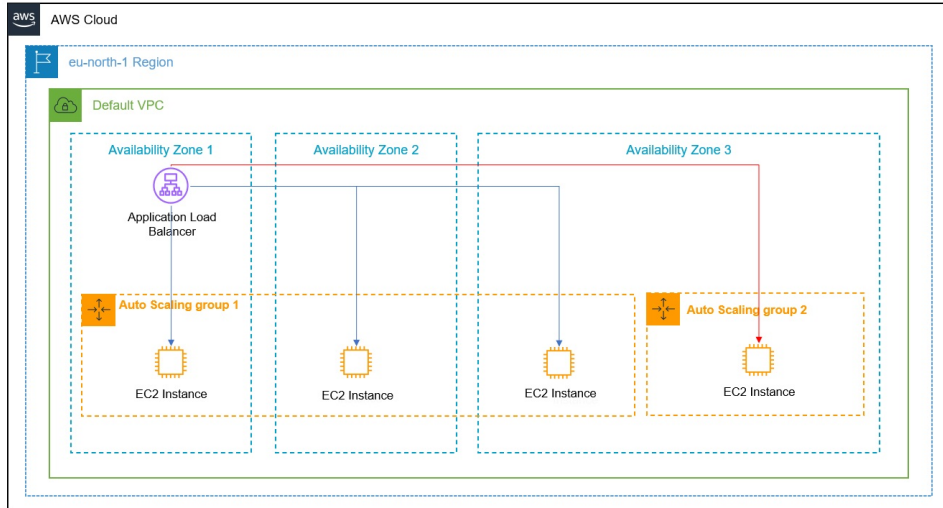 aws
AWS Cloud
eu-north-1 Region
Default VPC
Availability Zone 1
Availability Zone 2
Availability Zone 3
Application Load
Balancer
Auto Scaling group 1
Auto Scaling group 2
EC2 Instance
EC2 Instance
EC2 Instance
EC2 Instance